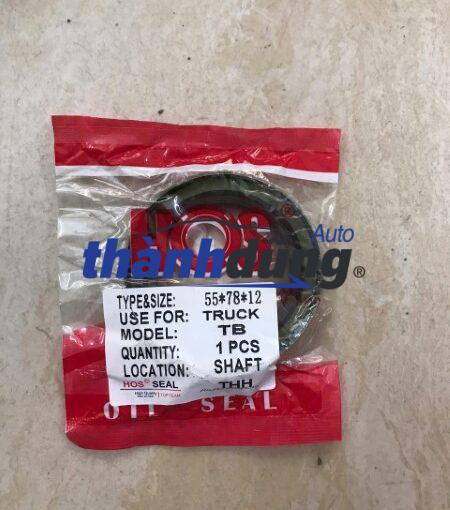 Auto
thànhdũng®
TYPE&SIZE: 55*78*12
USE FOR: TRUCK
MODEL: TB
QUANTITY: 1 PCS
LOCATION: SHAFT
HOS SEAL THH
OIL SEAL